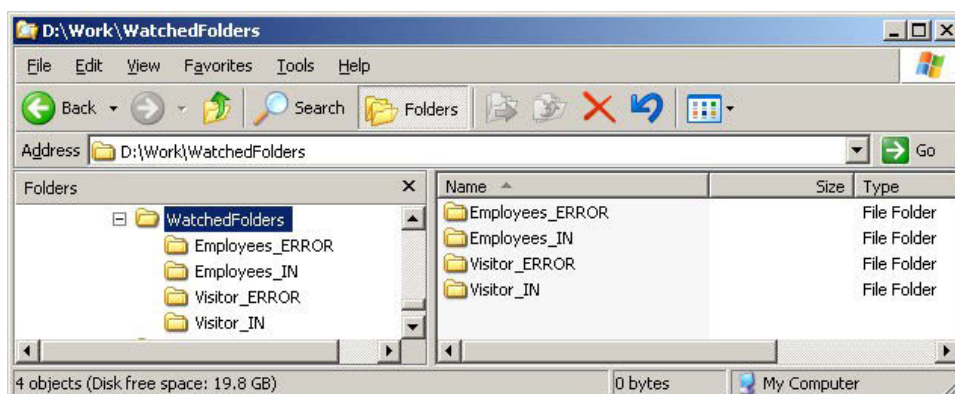 D:\Work\WatchedFolders
File Edit View Favorites Tools Help
Back Search Folders
Address D:\Work\WatchedFolders Go
Folders Name Size Type
WatchedFolders
Employees_ERROR
Employees_IN
Visitor_ERROR
Visitor_IN
Employees_ERROR File Folder
Employees_IN File Folder
Visitor_ERROR File Folder
Visitor_IN File Folder
4 objects (Disk free space: 19.8 GB) 0 bytes My Computer